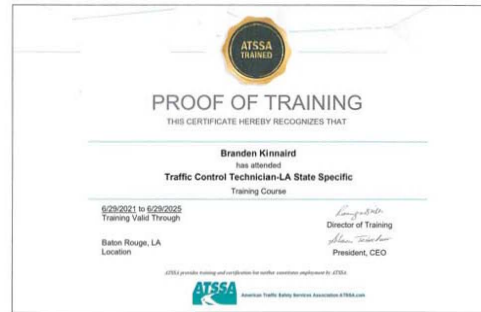 ATSSA
TRAINED
PROOF OF TRAINING
THIS CERTIFICATE HEREBY RECOGNIZES THAT
Branden Kinnaird
has attended
Traffic Control Technician-LA State Specific
Training Course
6/29/2021 to 6/29/2025
Training Valid Through
Director of Training
Baton Rouge, LA
Location
President, CEO
ATSSA provides training and certification but neither constitutes employment by ATSSA.
ATSSA
American Traffic Safety Services Association ATSSA.com